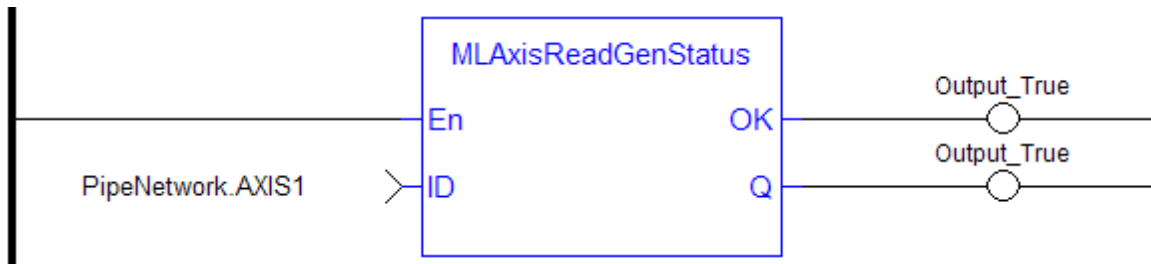 MLAxisReadGenStatus
Output_True
En
OK
Output_True
PipeNetwork.AXIS1
ID
Q